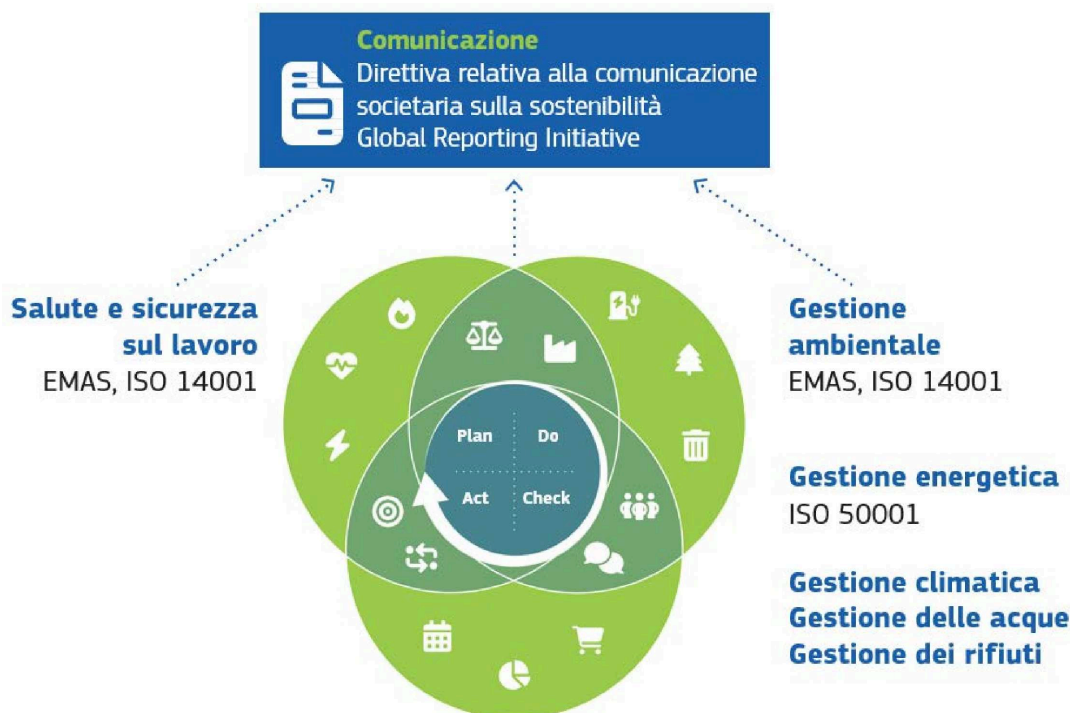 Comunicazione
Direttiva relativa alla comunicazione
societaria sulla sostenibilità
Global Reporting Initiative
Salute e sicurezza
sul lavoro
EMAS, ISO 14001
Plan
Do
Act
Check
Gestione
ambientale
EMAS, ISO 14001
Gestione energetica
ISO 50001
Gestione climatica
Gestione delle acque
Gestione dei rifiuti